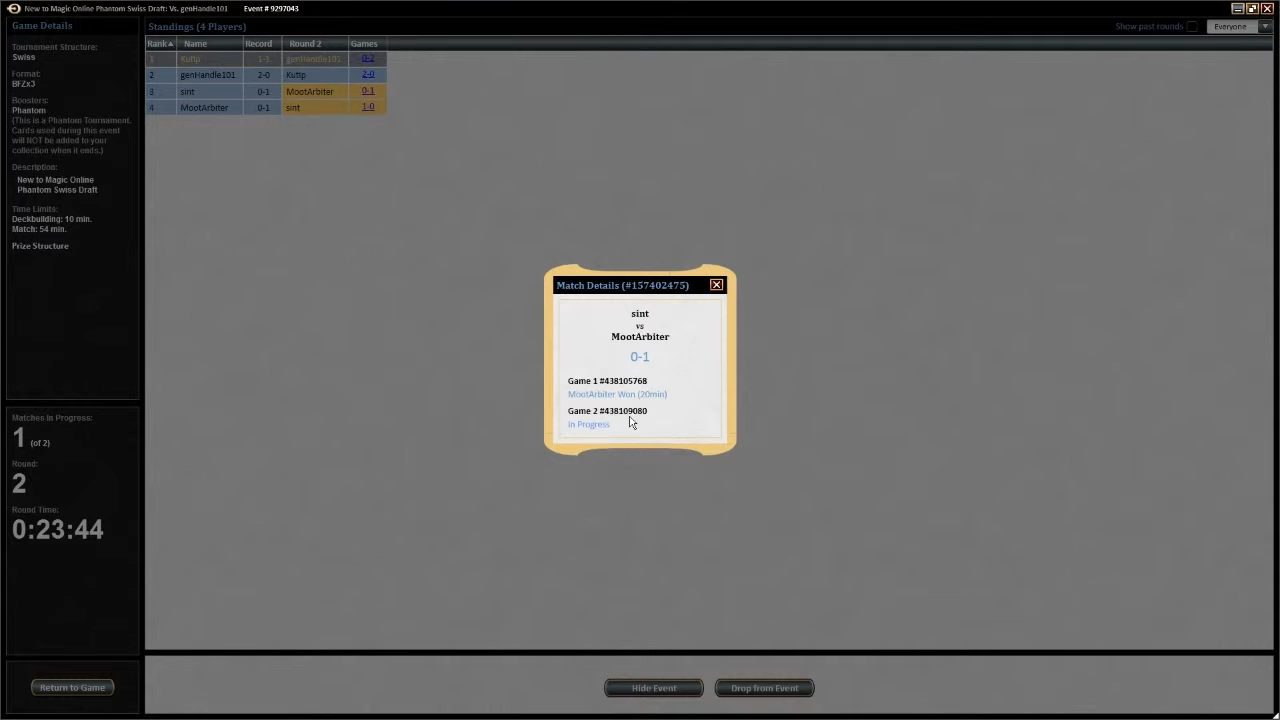 New to Magic Online Phantom Swiss Draft: Vs. genHandle101 Event # 9297043
Game Details
Tournament Structure:
Swiss
Format:
BFZx3
Boosters:
Phantom
(This is a Phantom Tournament.
Cards used during this event
will NOT be added to your
collection when it ends.)
Description:
New to Magic Online
Phantom Swiss Draft
Time Limits:
Deckbuilding: 10 min.
Match: 54 min.
Prize Structure
Standings (4 Players)
Show past rounds
Everyone
Rank Name Record Round 2 Games
1 Kutip 1-1 genHandle101 0-2
2 genHandle101 2-0 Kutip 2-0
3 sint 0-1 MootArbiter 0-1
4 MootArbiter 0-1 sint 1-0
Match Details (#157402475)
sint
vs
MootArbiter
0-1
Game 1 #438105768
MootArbiter Won (20min)
Game 2 #438109080
In Progress
Matches In Progress:
1 (of 2)
Round:
2
Round Time:
0:23:44
Return to Game
Hide Event
Drop from Event